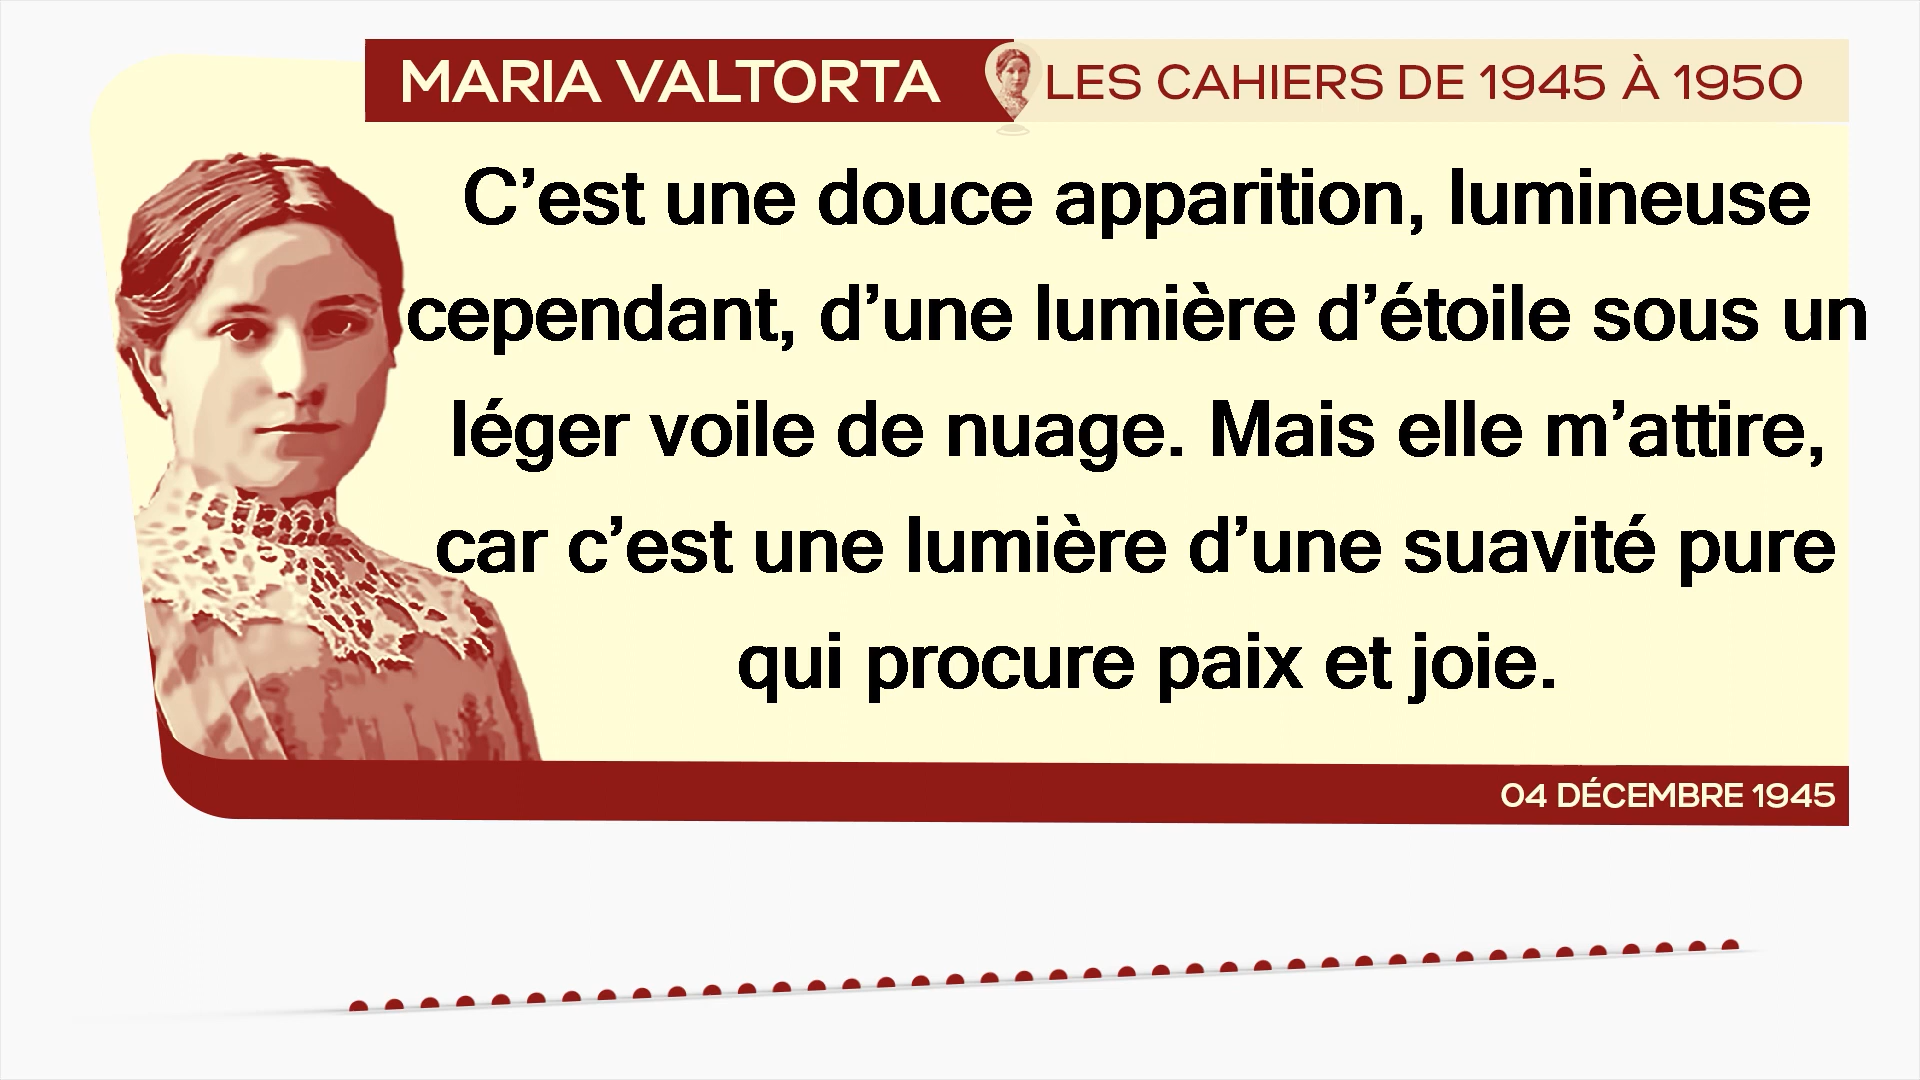 MARIA VALTORTA
LES CAHIERS DE 1945 À 1950
C’est une douce apparition, lumineuse
cependant, d’une lumière d’étoile sous un
léger voile de nuage. Mais elle m’attire,
car c’est une lumière d’une suavité pure
qui procure paix et joie.
04 DÉCEMBRE 1945